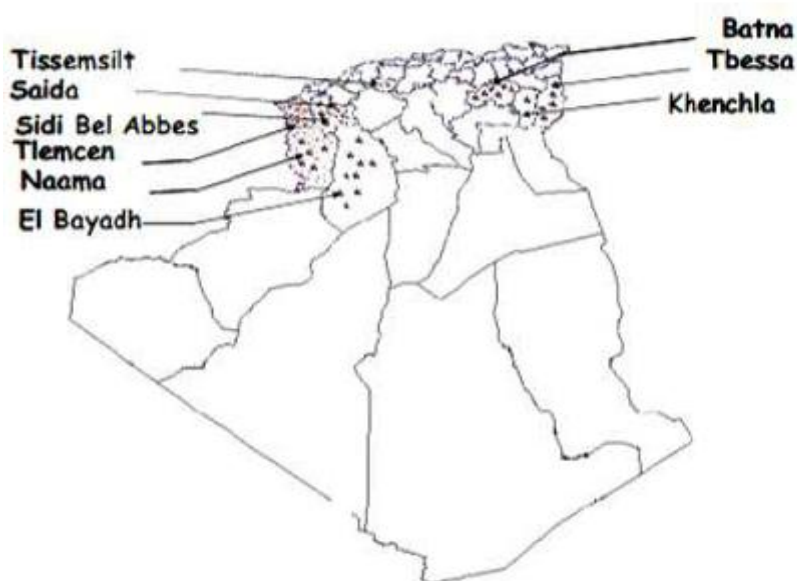 Tissemsilt
Saida
Sidi Bel Abbes
Tlemcen
Naama
El Bayadh
Batna
Tbessa
Khenchla